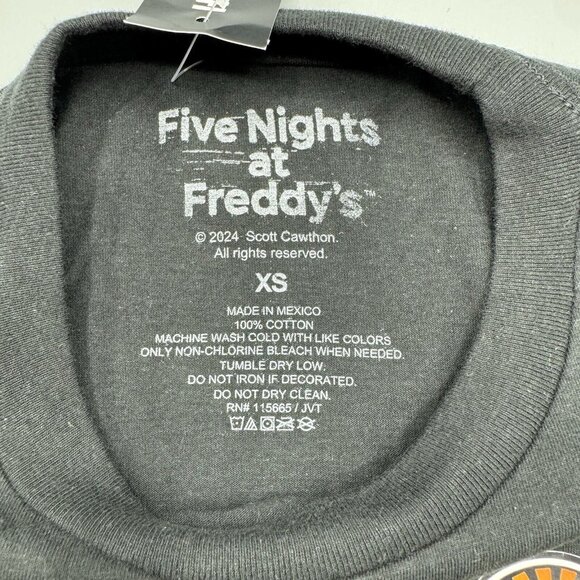 Five Nights
at
Freddy's™
© 2024 Scott Cawthon.
All rights reserved.
XS
MADE IN MEXICO
100% COTTON
MACHINE WASH COLD WITH LIKE COLORS
ONLY NON-CHLORINE BLEACH WHEN NEEDED.
TUMBLE DRY LOW.
DO NOT IRON IF DECORATED.
DO NOT DRY CLEAN.
RN# 115665 / JVT